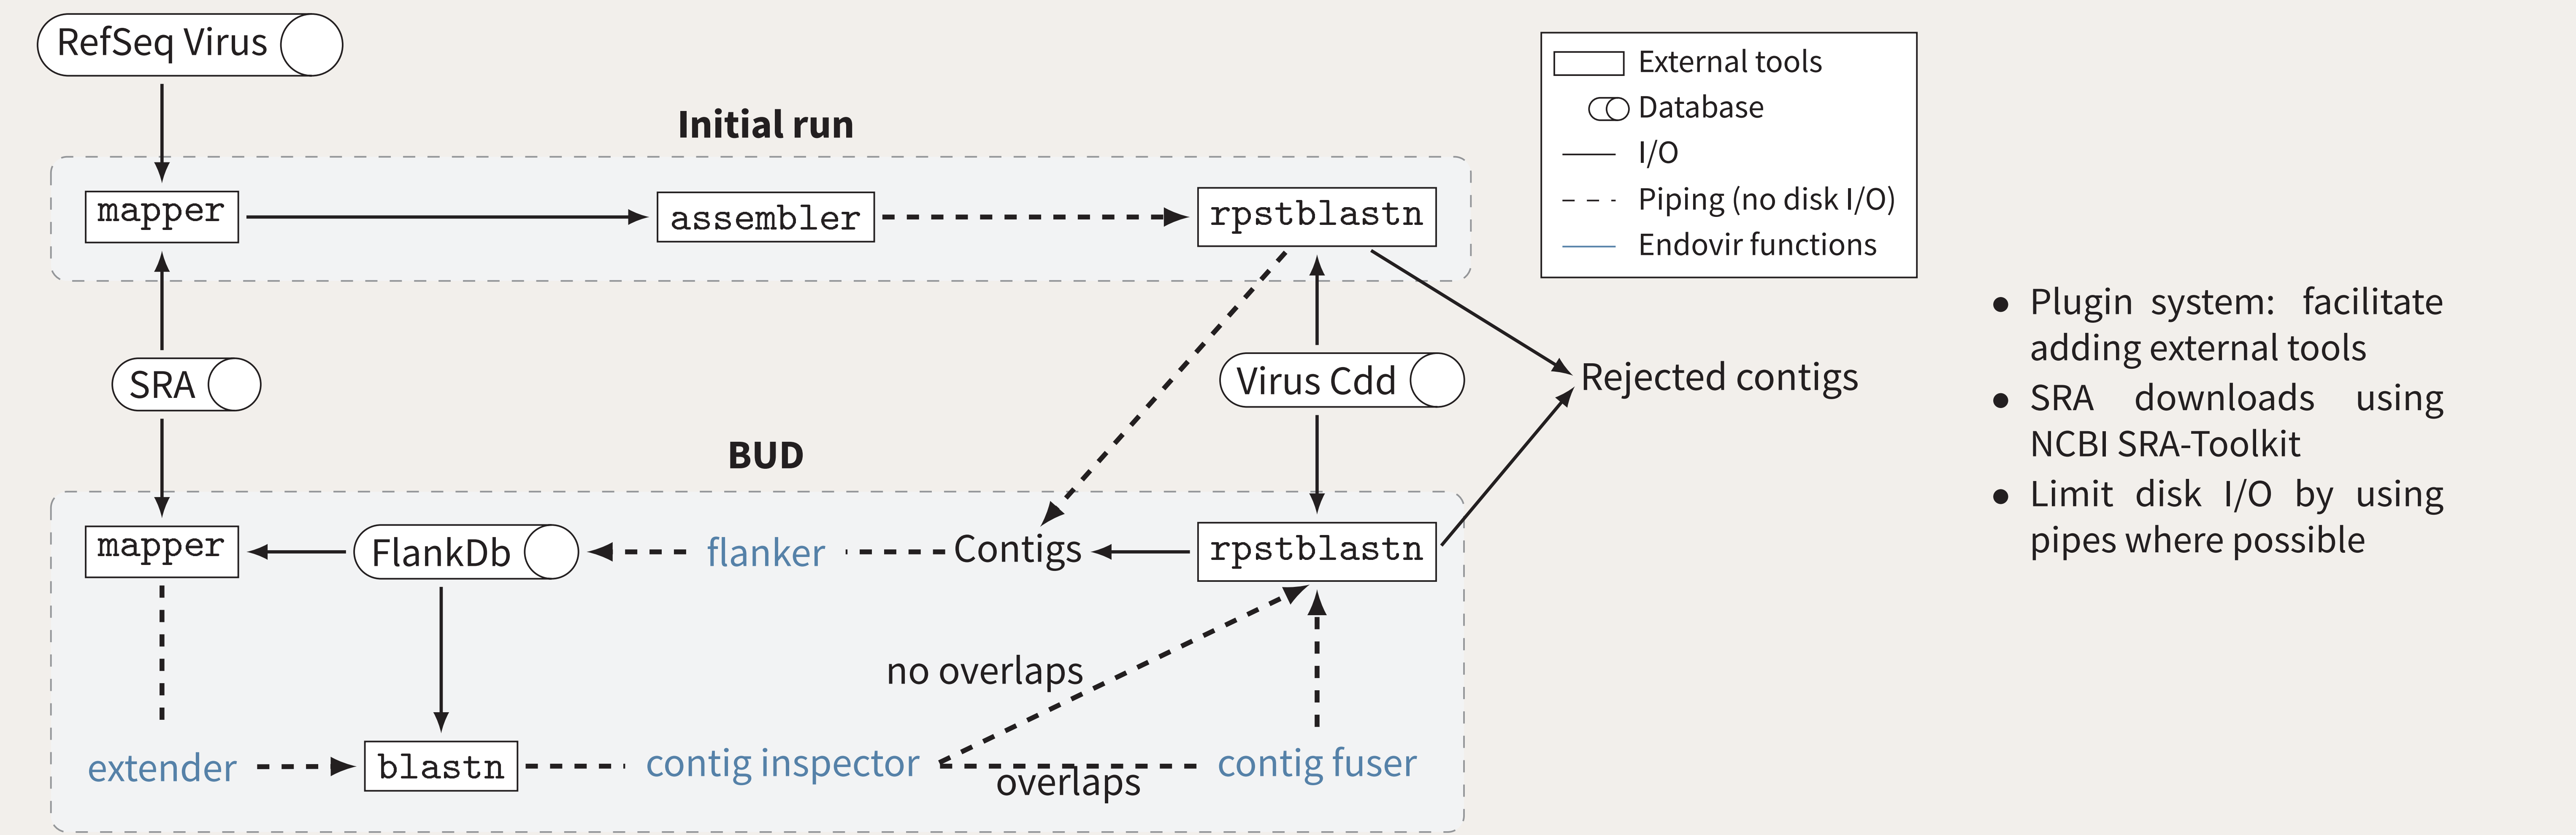 RefSeq Virus
Initial run
mapper
assembler
rpstblastn
External tools
Database
I/O
Piping (no disk I/O)
Endovir functions
SRA
Virus Cdd
Rejected contigs
BUD
mapper
FlankDb
flanker
Contigs
rpstblastn
no overlaps
extender
blastn
contig inspector
overlaps
contig fuser
● Plugin system: facilitate
adding external tools
● SRA downloads using
NCBI SRA-Toolkit
● Limit disk I/O by using
pipes where possible